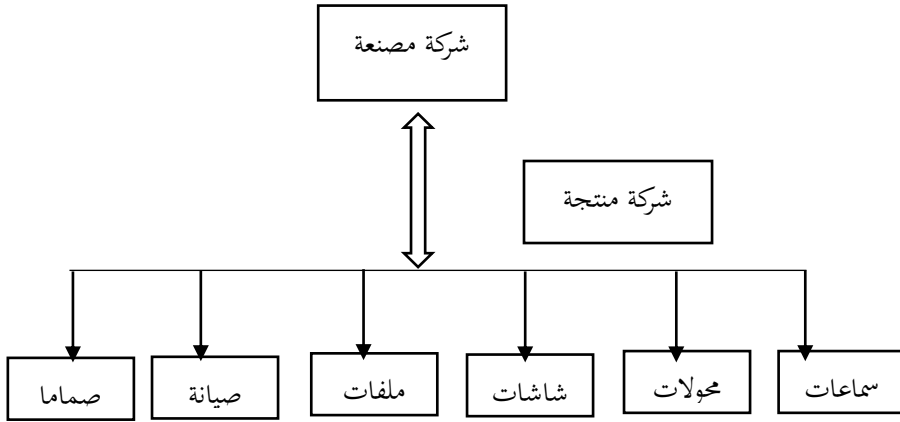 شركة مصنعة
شركة منتجة
سماعات
محولات
شاشات
ملفات
صيانة
صماما